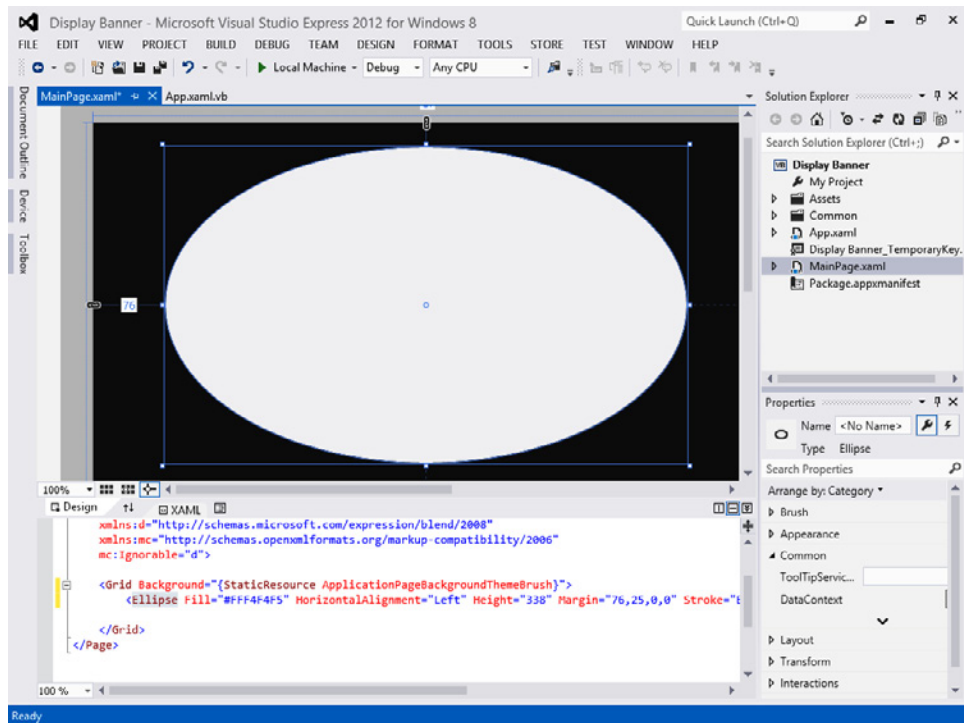 Display Banner - Microsoft Visual Studio Express 2012 for Windows 8
Quick Launch (Ctrl+Q)
FILE EDIT VIEW PROJECT BUILD DEBUG TEAM DESIGN FORMAT TOOLS STORE TEST WINDOW HELP
Local Machine Debug Any CPU
Document Outline
Device
Toolbox
MainPage.xaml* App.xaml.vb
76
100%
Design XAML
xmlns:d="http://schemas.microsoft.com/expression/blend/2008"
xmlns:mc="http://schemas.openxmlformats.org/markup-compatibility/2006"
mc:Ignorable="d">
<Grid Background="{StaticResource ApplicationPageBackgroundThemeBrush}">
<Ellipse Fill="#FFF4F4F5" HorizontalAlignment="Left" Height="338" Margin="76,25,0,0" Stroke="
</Grid>
</Page>
100 %
Solution Explorer
Search Solution Explorer (Ctrl+;)
VB Display Banner
My Project
Assets
Common
App.xaml
Display Banner_TemporaryKey.
MainPage.xaml
Package.appxmanifest
Properties
Name <No Name>
Type Ellipse
Search Properties
Arrange by: Category
Brush
Appearance
Common
ToolTipServic...
DataContext
Layout
Transform
Interactions
Ready